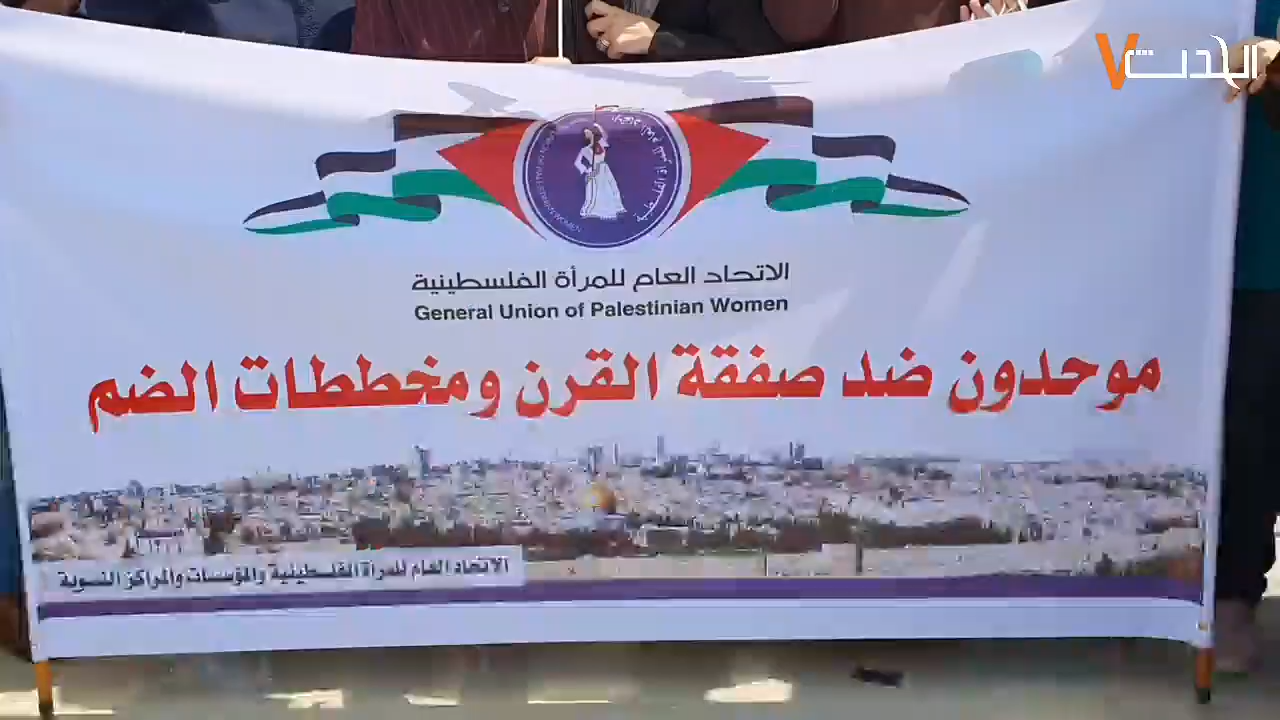 الحدث V
الاتحاد العام للمرأة الفلسطينية
General Union of Palestinian Women
موحدون ضد صفقة القرن ومخططات الضم
الاتحاد العام للمرأة الفلسطينية والمؤسسات والمراكز النسوية